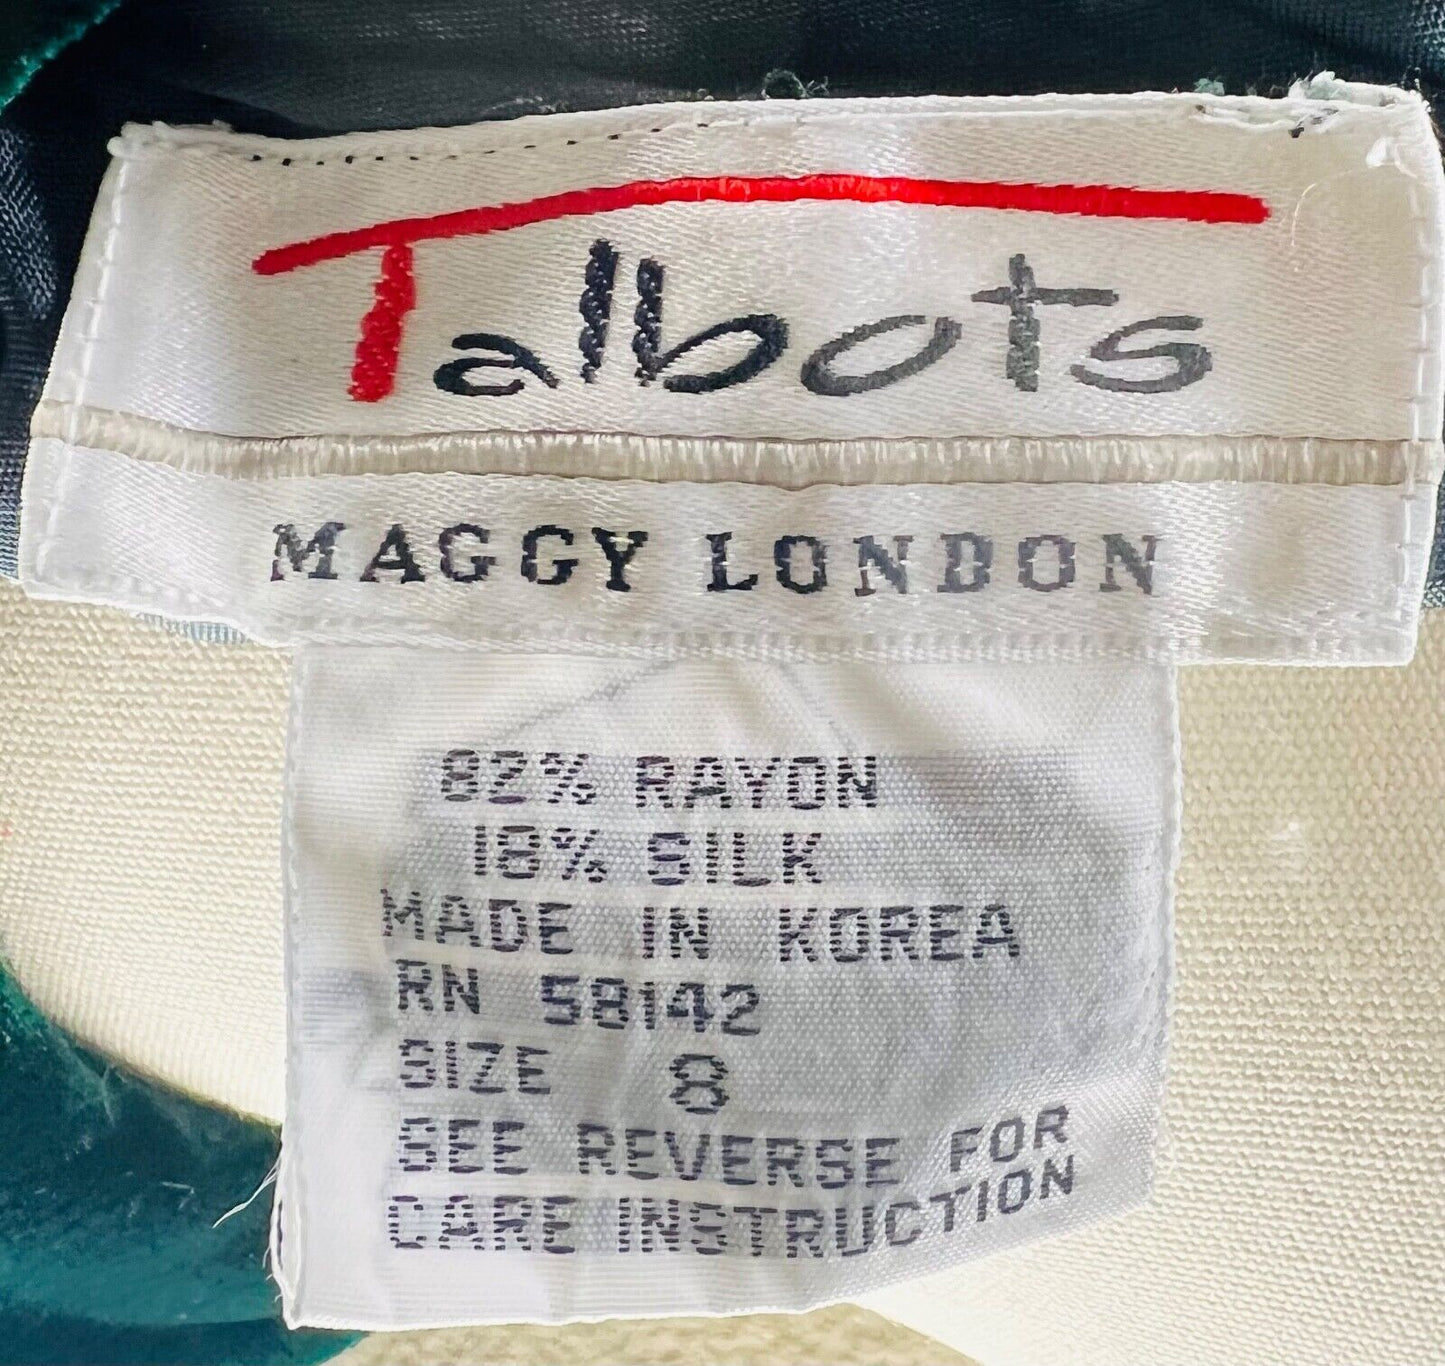 Talbots
MAGGY LONDON
82% RAYON
18% SILK
MADE IN KOREA
RN 58142
SIZE 8
SEE REVERSE FOR
CARE INSTRUCTION